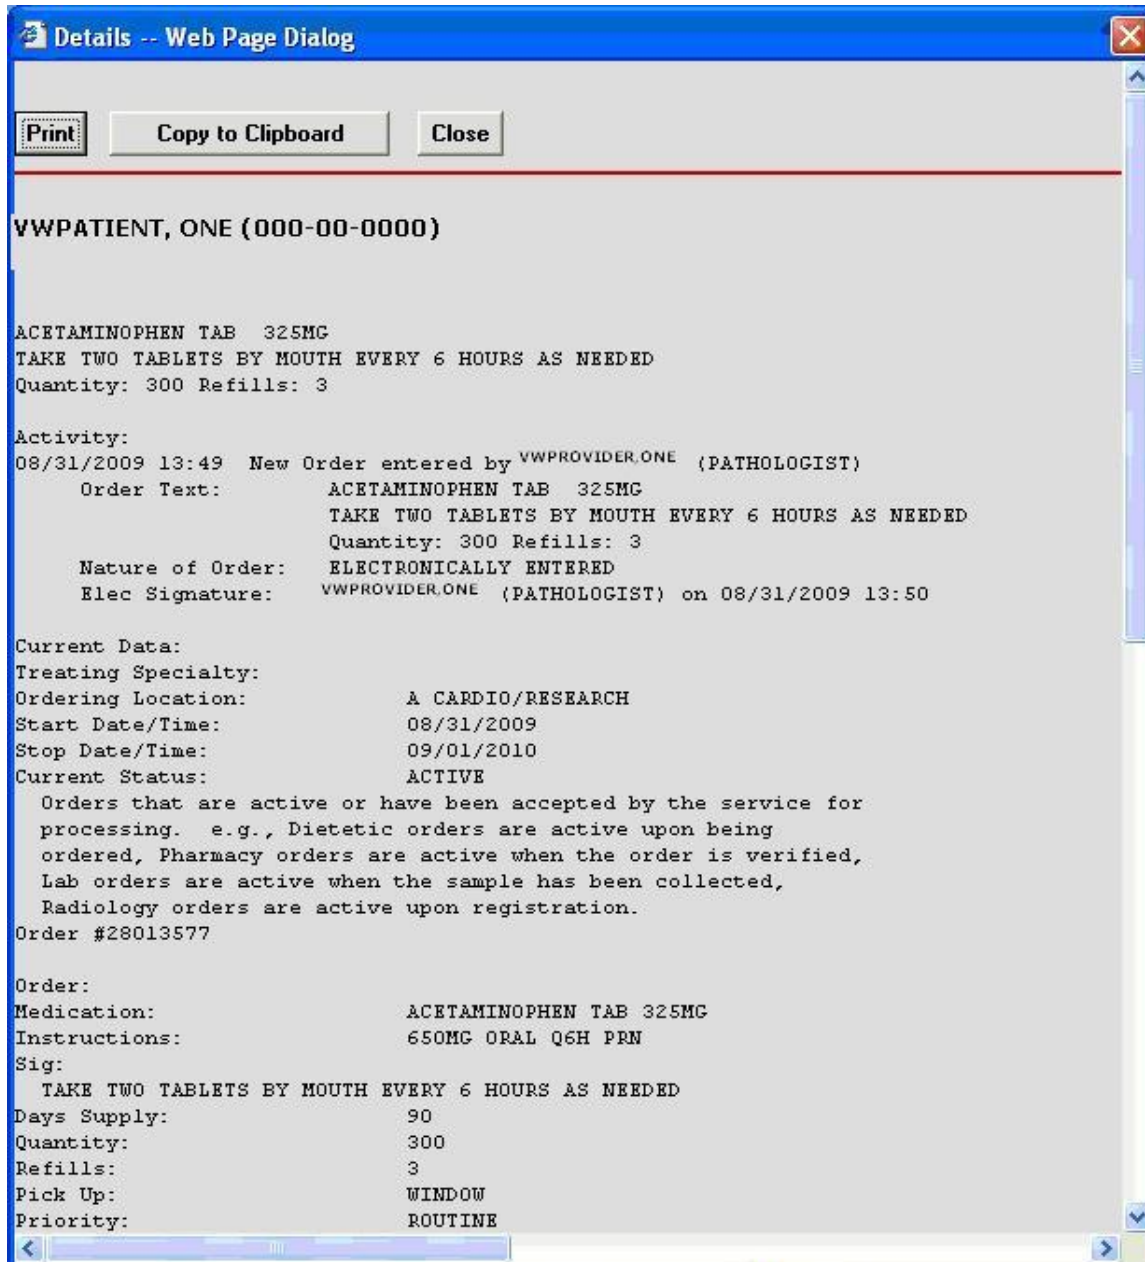 Details -- Web Page Dialog
Print Copy to Clipboard Close
VWPATIENT, ONE (000-00-0000)
ACETAMINOPHEN TAB  325MG
TAKE TWO TABLETS BY MOUTH EVERY 6 HOURS AS NEEDED
Quantity: 300 Refills: 3
Activity:
08/31/2009 13:49  New Order entered by VWPROVIDER,ONE (PATHOLOGIST)
Order Text: ACETAMINOPHEN TAB  325MG
TAKE TWO TABLETS BY MOUTH EVERY 6 HOURS AS NEEDED
Quantity: 300 Refills: 3
Nature of Order: ELECTRONICALLY ENTERED
Elec Signature: VWPROVIDER,ONE (PATHOLOGIST) on 08/31/2009 13:50
Current Data:
Treating Specialty:
Ordering Location: A CARDIO/RESEARCH
Start Date/Time: 08/31/2009
Stop Date/Time: 09/01/2010
Current Status: ACTIVE
Orders that are active or have been accepted by the service for
processing.  e.g., Dietetic orders are active upon being
ordered, Pharmacy orders are active when the order is verified,
Lab orders are active when the sample has been collected,
Radiology orders are active upon registration.
Order #28013577
Order:
Medication: ACETAMINOPHEN TAB 325MG
Instructions: 650MG ORAL Q6H PRN
Sig:
TAKE TWO TABLETS BY MOUTH EVERY 6 HOURS AS NEEDED
Days Supply: 90
Quantity: 300
Refills: 3
Pick Up: WINDOW
Priority: ROUTINE